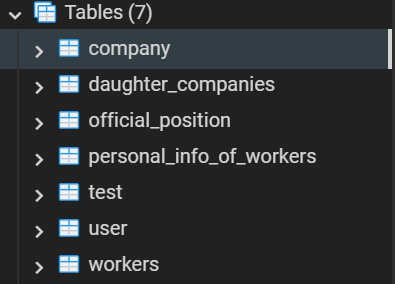 Tables (7)
company
daughter_companies
official_position
personal_info_of_workers
test
user
workers